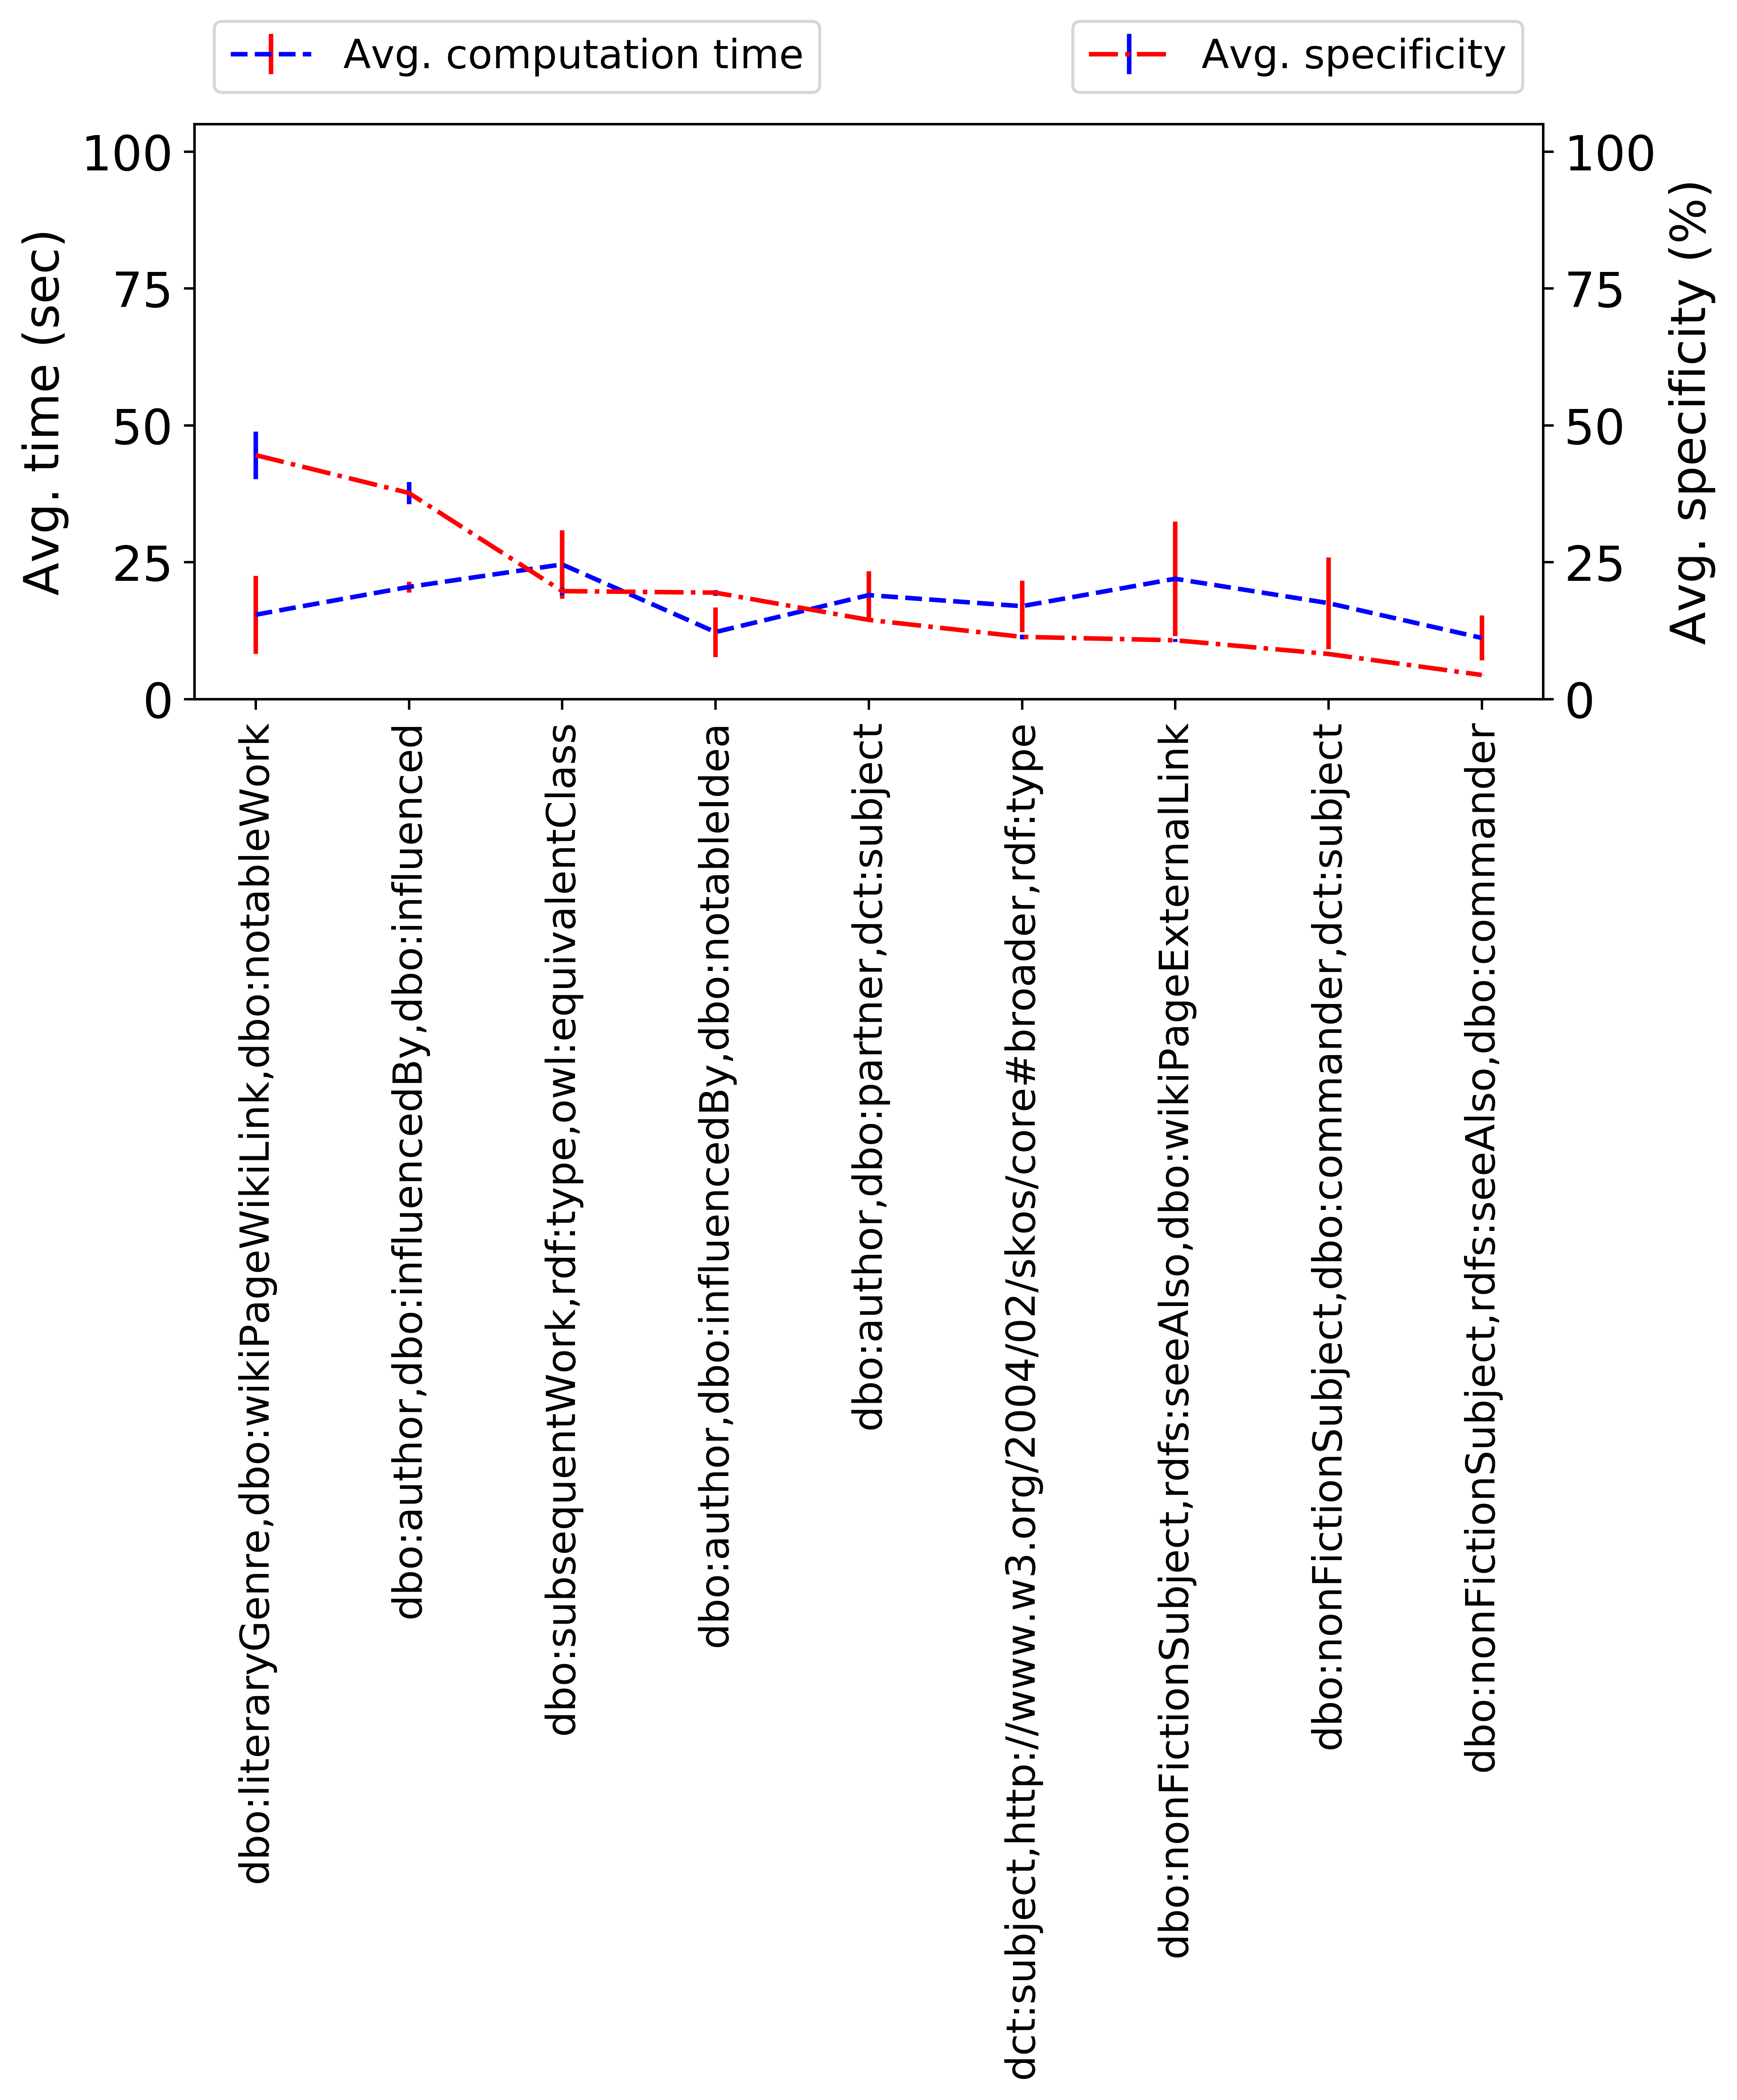 Avg. computation time
Avg. specificity
Avg. time (sec)
100
75
50
25
0
100
75
50
25
0
Avg. specificity (%)
dbo:literaryGenre,dbo:wikiPageWikiLink,dbo:notableWork
dbo:author,dbo:influencedBy,dbo:influenced
dbo:subsequentWork,rdf:type,owl:equivalentClass
dbo:author,dbo:influencedBy,dbo:notableIdea
dbo:author,dbo:partner,dct:subject
dct:subject,http://www.w3.org/2004/02/skos/core#broader,rdf:type
dbo:nonFictionSubject,rdfs:seeAlso,dbo:wikiPageExternalLink
dbo:nonFictionSubject,dbo:commander,dct:subject
dbo:nonFictionSubject,rdfs:seeAlso,dbo:commander